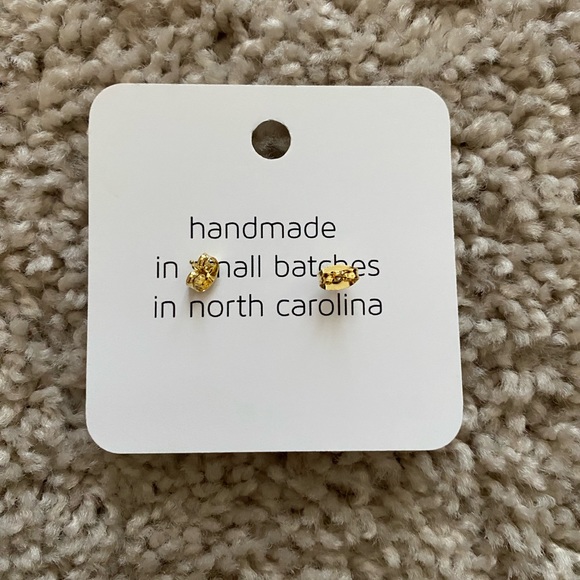 handmade
in small batches
in north carolina